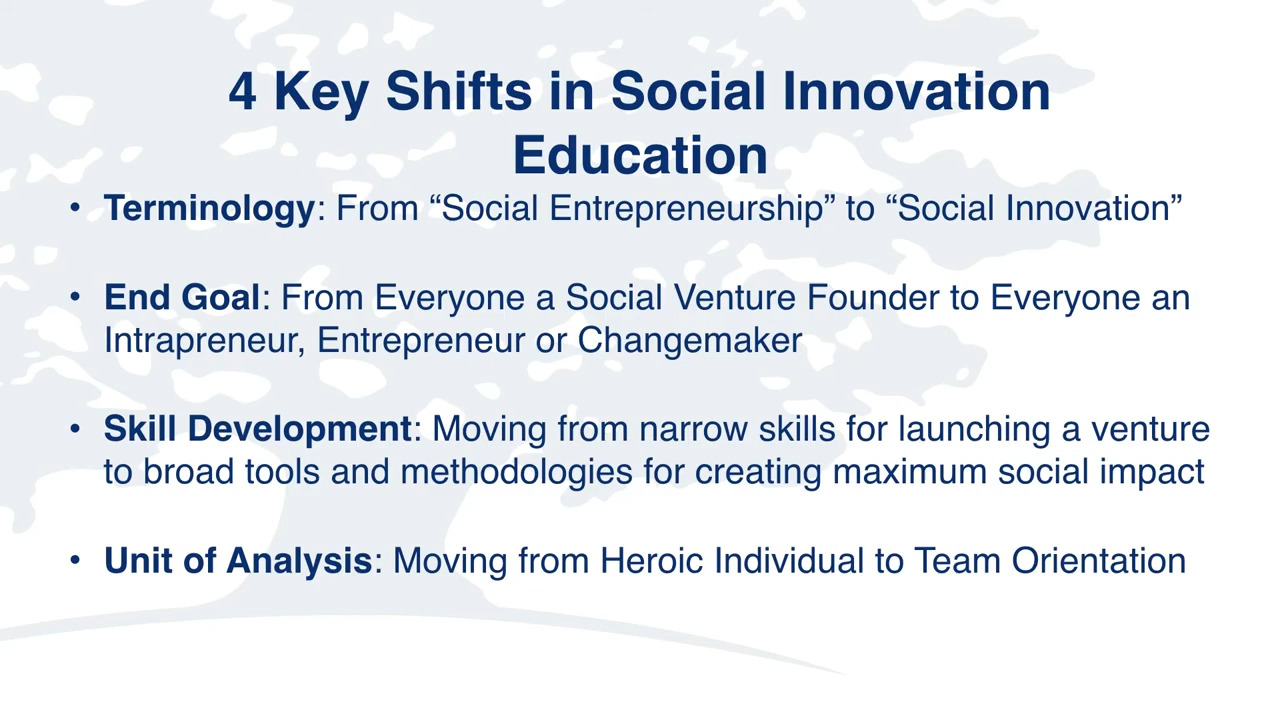 4 Key Shifts in Social Innovation
Education
• Terminology: From “Social Entrepreneurship” to “Social Innovation”
• End Goal: From Everyone a Social Venture Founder to Everyone an
Intrapreneur, Entrepreneur or Changemaker
• Skill Development: Moving from narrow skills for launching a venture
to broad tools and methodologies for creating maximum social impact
• Unit of Analysis: Moving from Heroic Individual to Team Orientation